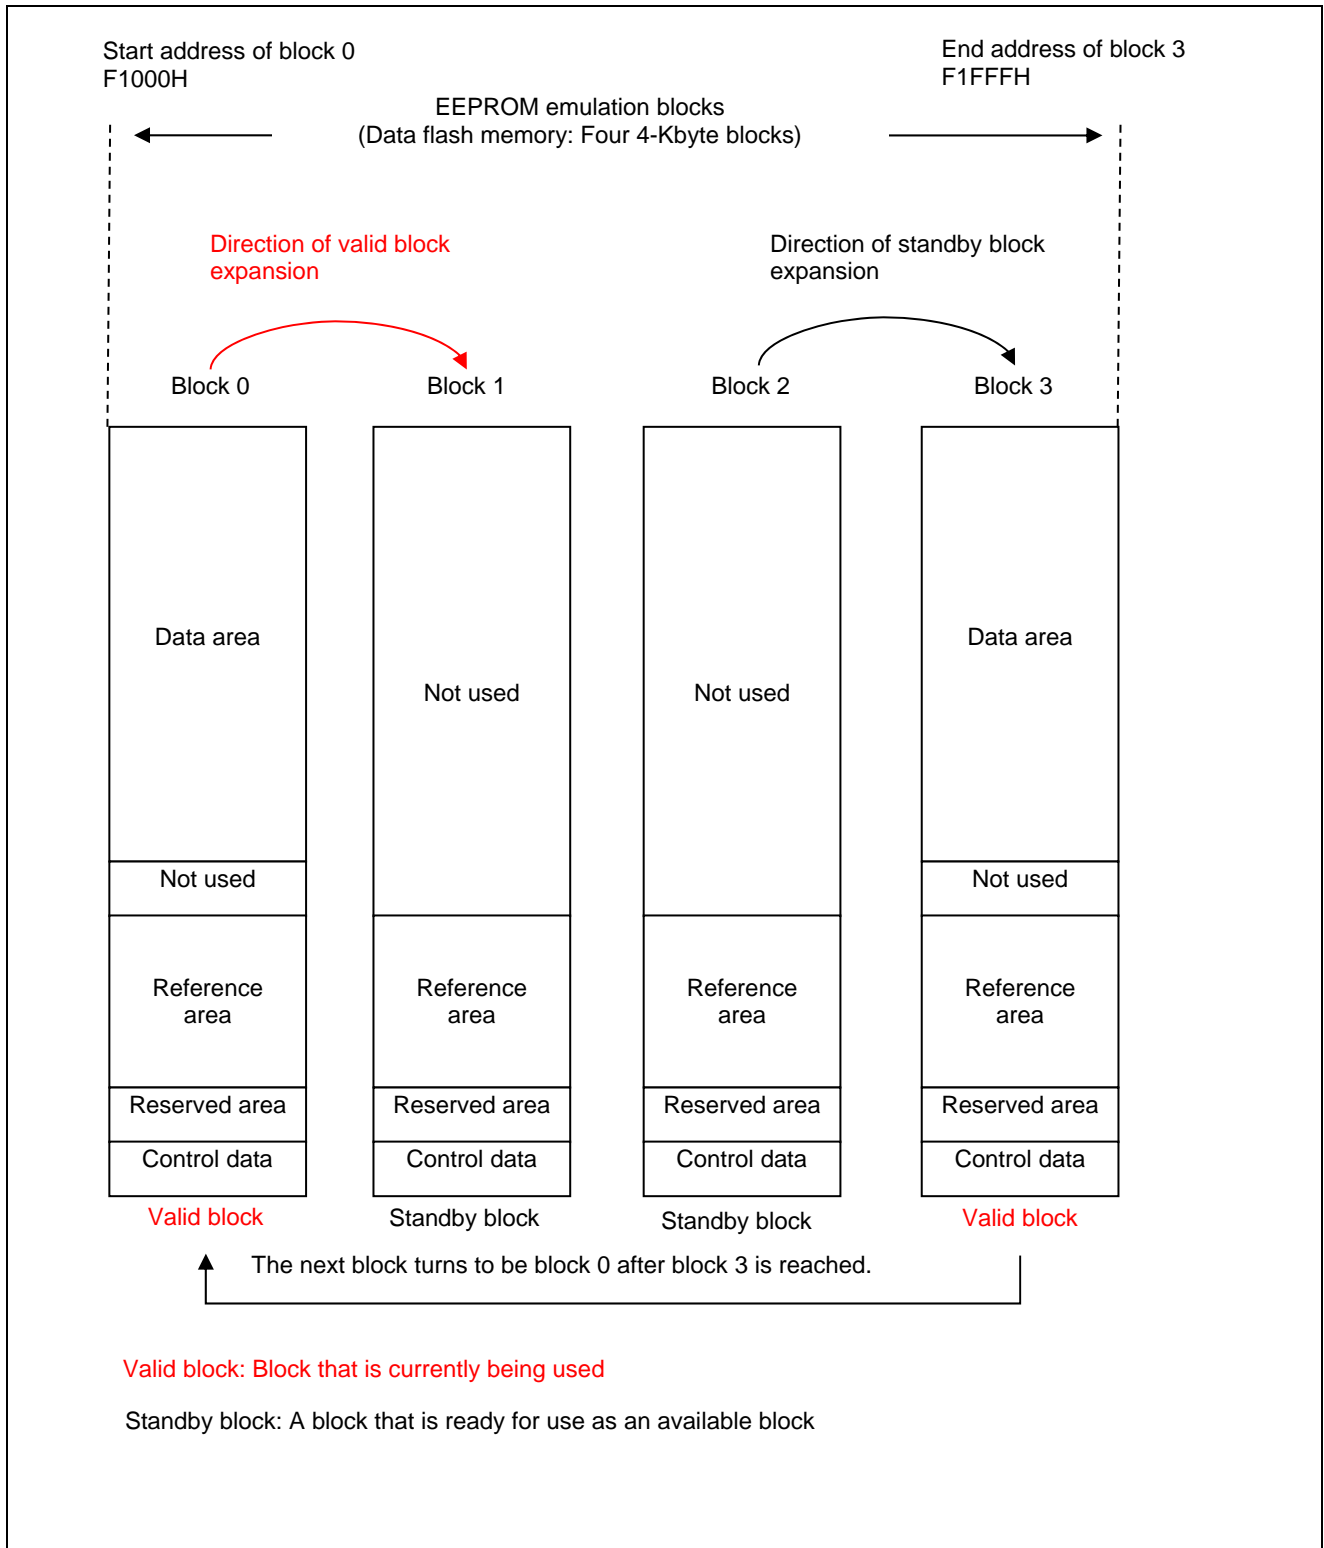 Start address of block 0
F1000H
End address of block 3
F1FFFH
EEPROM emulation blocks
(Data flash memory: Four 4-Kbyte blocks)
Direction of valid block
expansion
Direction of standby block
expansion
Block 0
Block 1
Block 2
Block 3
Data area
Not used
Reference
area
Reserved area
Control data
Valid block
Not used
Reference
area
Reserved area
Control data
Standby block
Not used
Reference
area
Reserved area
Control data
Standby block
Data area
Not used
Reference
area
Reserved area
Control data
Valid block
The next block turns to be block 0 after block 3 is reached.
Valid block: Block that is currently being used
Standby block: A block that is ready for use as an available block